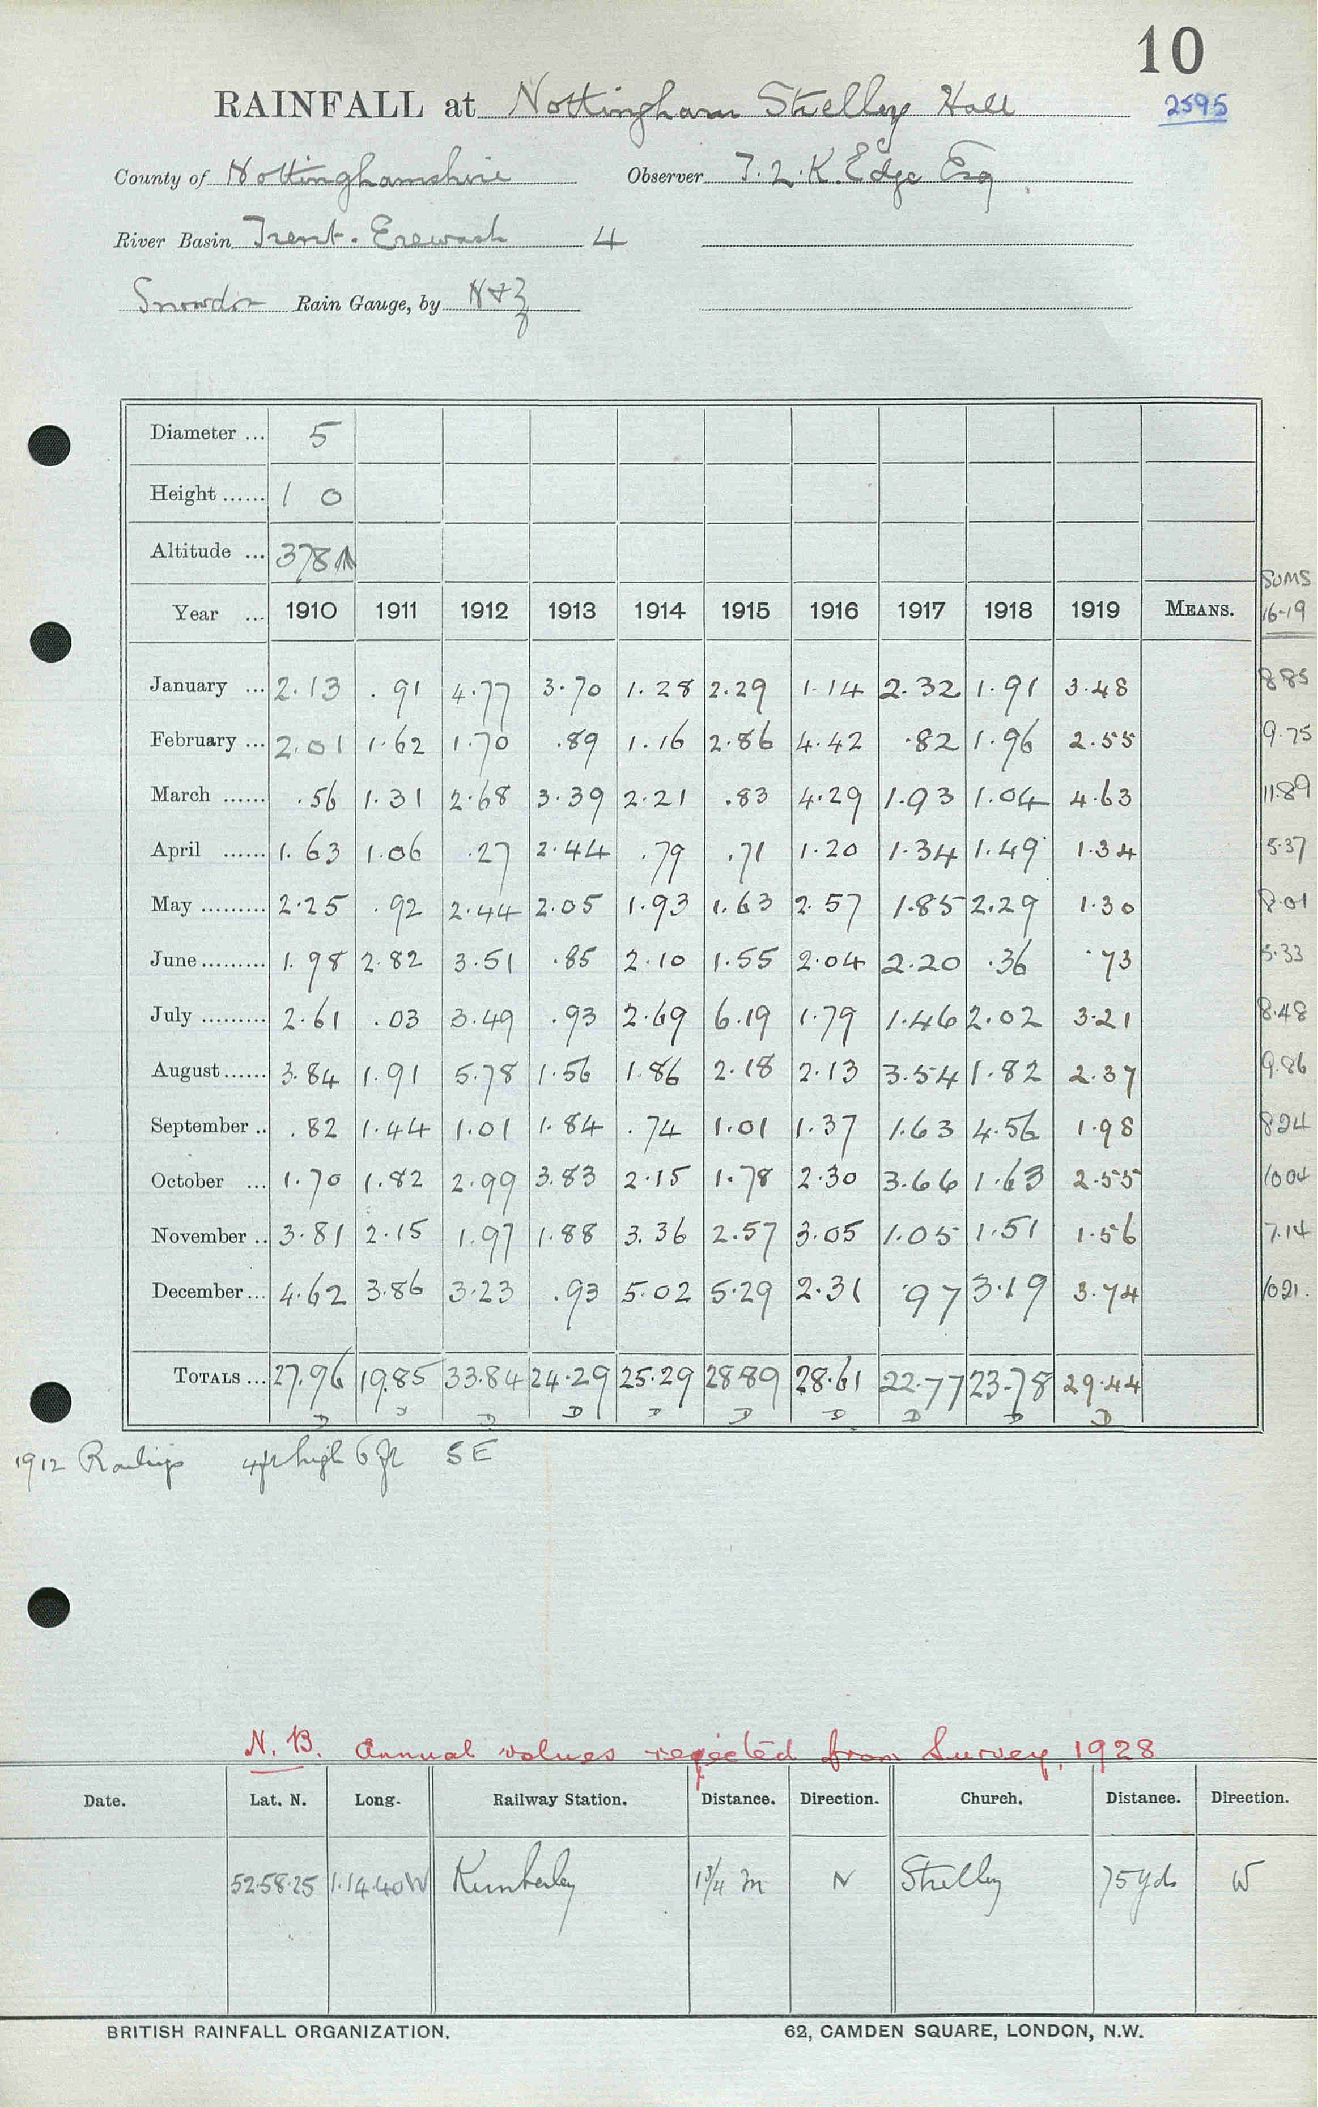 10
RAINFALL at Nottingham Strelley Hall 2595
County of Nottinghamshire Observer T. L. K. Edge Esq
River Basin Trent. Erewash 4
Snowdon Rain Gauge, by N & Z
Diameter ... 5
Height ...... 1 0
Altitude ... 378
SUMS
Year ... 1910 1911 1912 1913 1914 1915 1916 1917 1918 1919 MEANS. 16-19
January ... 2.13 .91 4.77 3.70 1.28 2.29 1.14 2.32 1.91 3.48 8.85
February ... 2.01 1.62 1.70 .89 1.16 2.86 4.42 .82 1.96 2.55 9.75
March ...... .56 1.31 2.68 3.39 2.21 .83 4.29 1.93 1.04 4.63 11.89
April ...... 1.63 1.06 .27 2.44 .79 .71 1.20 1.34 1.49 1.34 5.37
May ......... 2.25 .92 2.44 2.05 1.93 1.63 2.57 1.85 2.29 1.30 8.01
June ......... 1.98 2.82 3.51 .85 2.10 1.55 2.04 2.20 .36 .73 5.33
July ......... 2.61 .03 3.49 .93 2.69 6.19 1.79 1.46 2.02 3.21 8.48
August ...... 3.84 1.91 5.78 1.56 1.86 2.18 2.13 3.54 1.82 2.37 9.86
September .. .82 1.44 1.01 1.84 .74 1.01 1.37 1.63 4.56 1.98 8.24
October ... 1.70 1.82 2.99 3.83 2.15 1.78 2.30 3.66 1.63 2.55 10.04
November .. 3.81 2.15 1.97 1.88 3.36 2.57 3.05 1.05 1.51 1.56 7.14
December ... 4.62 3.86 3.23 .93 5.02 5.29 2.31 .97 3.19 3.74 1021.
TOTALS ... 27.96 19.85 33.84 24.29 25.29 28.89 28.61 22.77 23.78 29.44
D D D D D D D D D D
1912 Railings 4ft high 6 ft SE
N.B. Annual values rejected from Survey, 1928
Date. Lat. N. Long. Railway Station. Distance. Direction. Church. Distance. Direction.
52.58.25 1.14.40W Kimberley 1¾ m N Strelley 75 yds W
BRITISH RAINFALL ORGANIZATION. 62, CAMDEN SQUARE, LONDON, N.W.